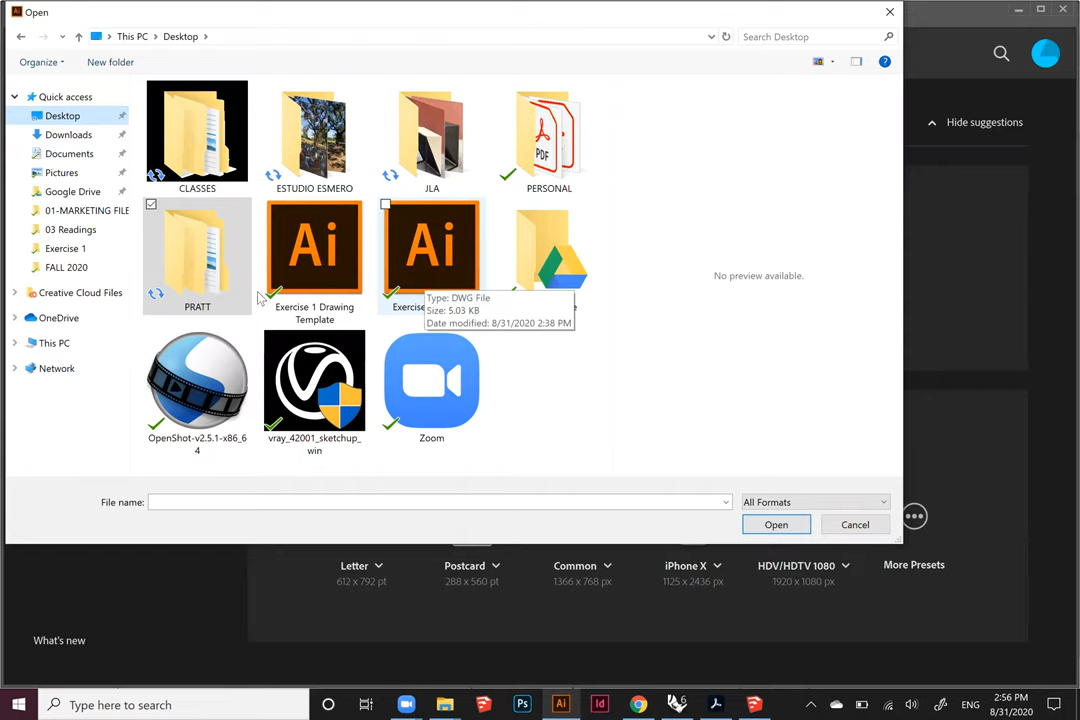 Ai Open
This PC > Desktop >
Search Desktop
Organize
New folder
?
Hide suggestions
Quick access
Desktop
Downloads
Documents
Pictures
Google Drive
01-MARKETING FILE
03 Readings
Exercise 1
FALL 2020
Creative Cloud Files
OneDrive
This PC
Network
CLASSES
ESTUDIO ESMERO
JLA
PDF
PERSONAL
PRATT
Ai
Exercise 1 Drawing
Template
Ai
Exercise
Type: DWG File
Size: 5.03 KB
Date modified: 8/31/2020 2:38 PM
No preview available.
OpenShot-v2.5.1-x86_6
4
vray_42001_sketchup_
win
Zoom
File name:
All Formats
Open
Cancel
Letter
612 x 792 pt
Postcard
288 x 560 pt
Common
1366 x 768 px
iPhone X
1125 x 2436 px
HDV/HDTV 1080
1920 x 1080 px
More Presets
What's new
Type here to search
Ps
Ai
Id
6
ENG
2:56 PM
8/31/2020